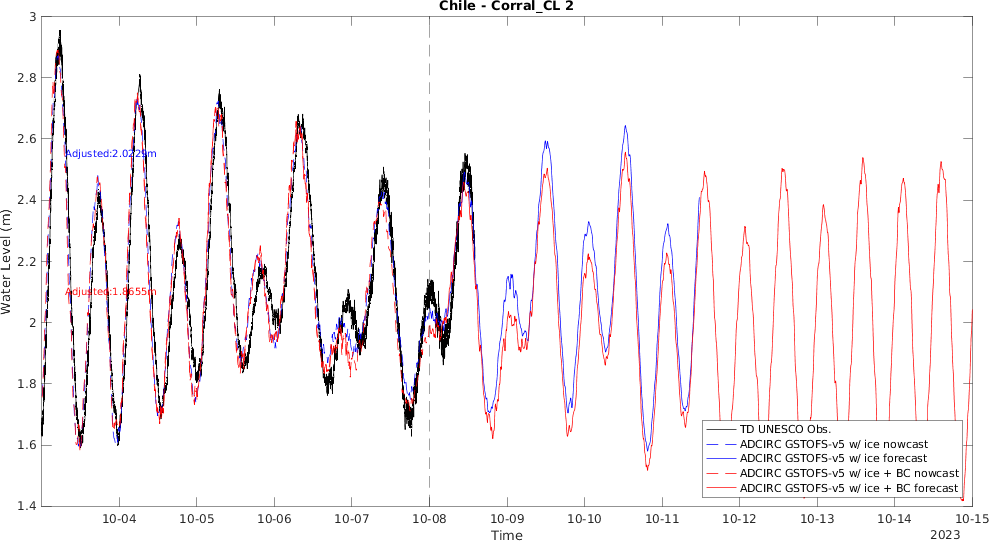 Chile - Corral_CL 2
3
2.8
2.6
2.4
2.2
2
1.8
1.6
1.4
Water Level (m)
Adjusted:2.0229m
Adjusted:1.8655m
TD UNESCO Obs.
ADCIRC GSTOFS-v5 w/ ice nowcast
ADCIRC GSTOFS-v5 w/ ice forecast
ADCIRC GSTOFS-v5 w/ ice + BC nowcast
ADCIRC GSTOFS-v5 w/ ice + BC forecast
10-04 10-05 10-06 10-07 10-08 10-09 10-10 10-11 10-12 10-13 10-14 10-15
Time
2023